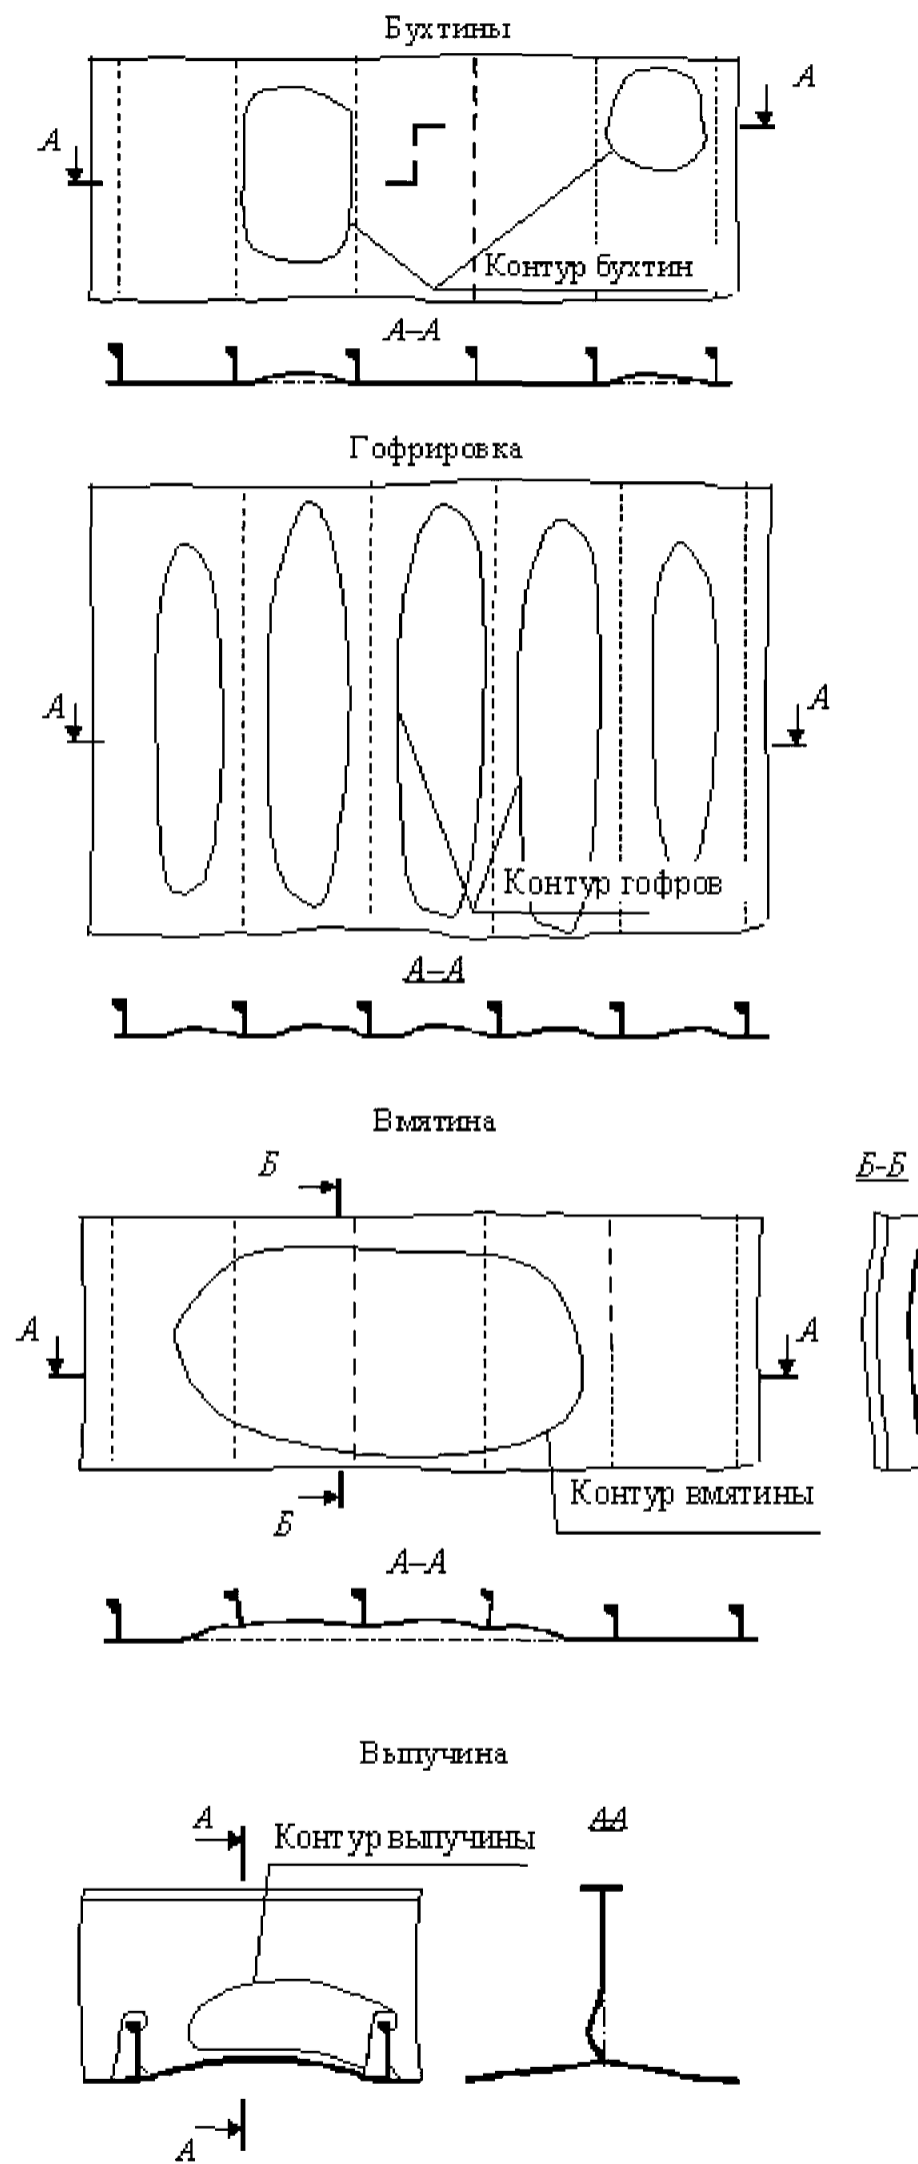 Бухтины
А
А
Контур бухтин
А–А
Гофрировка
А
А
Контур гофров
А–А
Вмятина
Б
Б-Б
А
А
Контур вмятины
Б
А–А
Выпучина
А
Контур выпучины
АА
А